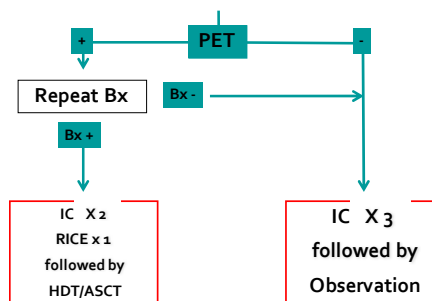 +
PET
-
Repeat Bx
Bx -
Bx +
IC X 2
RICE x 1
followed by
HDT/ASCT
IC X 3
followed by
Observation